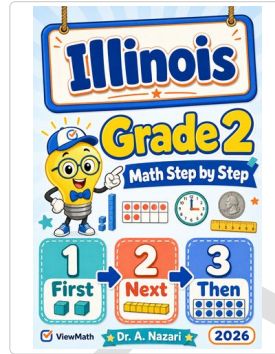 Illinois
Grade 2
Math Step by Step
1
First
2
Next
3
Then
ViewMath
Dr. A. Nazari
2026